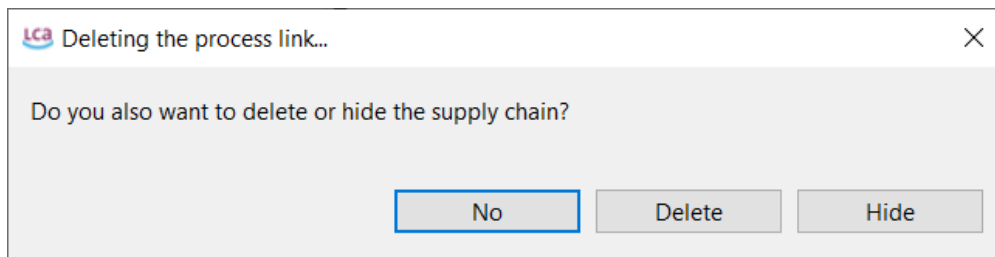 lca Deleting the process link...
Do you also want to delete or hide the supply chain?
No Delete Hide